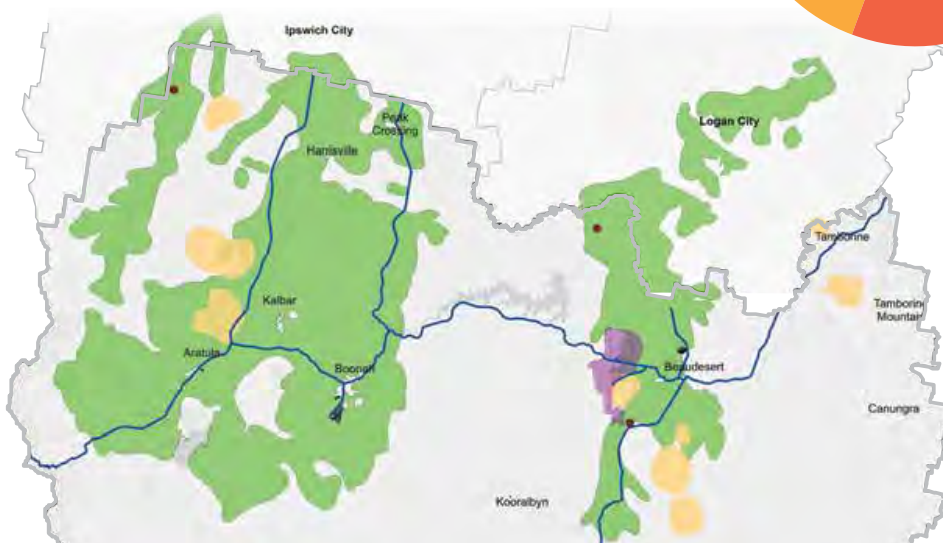 Ipswich City
Peak
Crossing
Logan City
Harrisville
Tamborine
Kalbar
Tamborine
Mountain
Aratula
Boonah
Beaudesert
Canungra
Kooralbyn